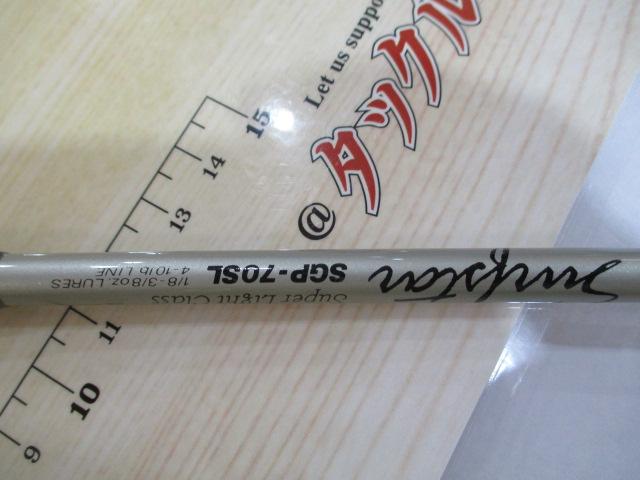 Let us suppo
@タックル
15
14
13
11
10
9
Surfstar
SGP-70SL
Super Light Class
1/8-3/8oz. LURES
4-10lb LINE